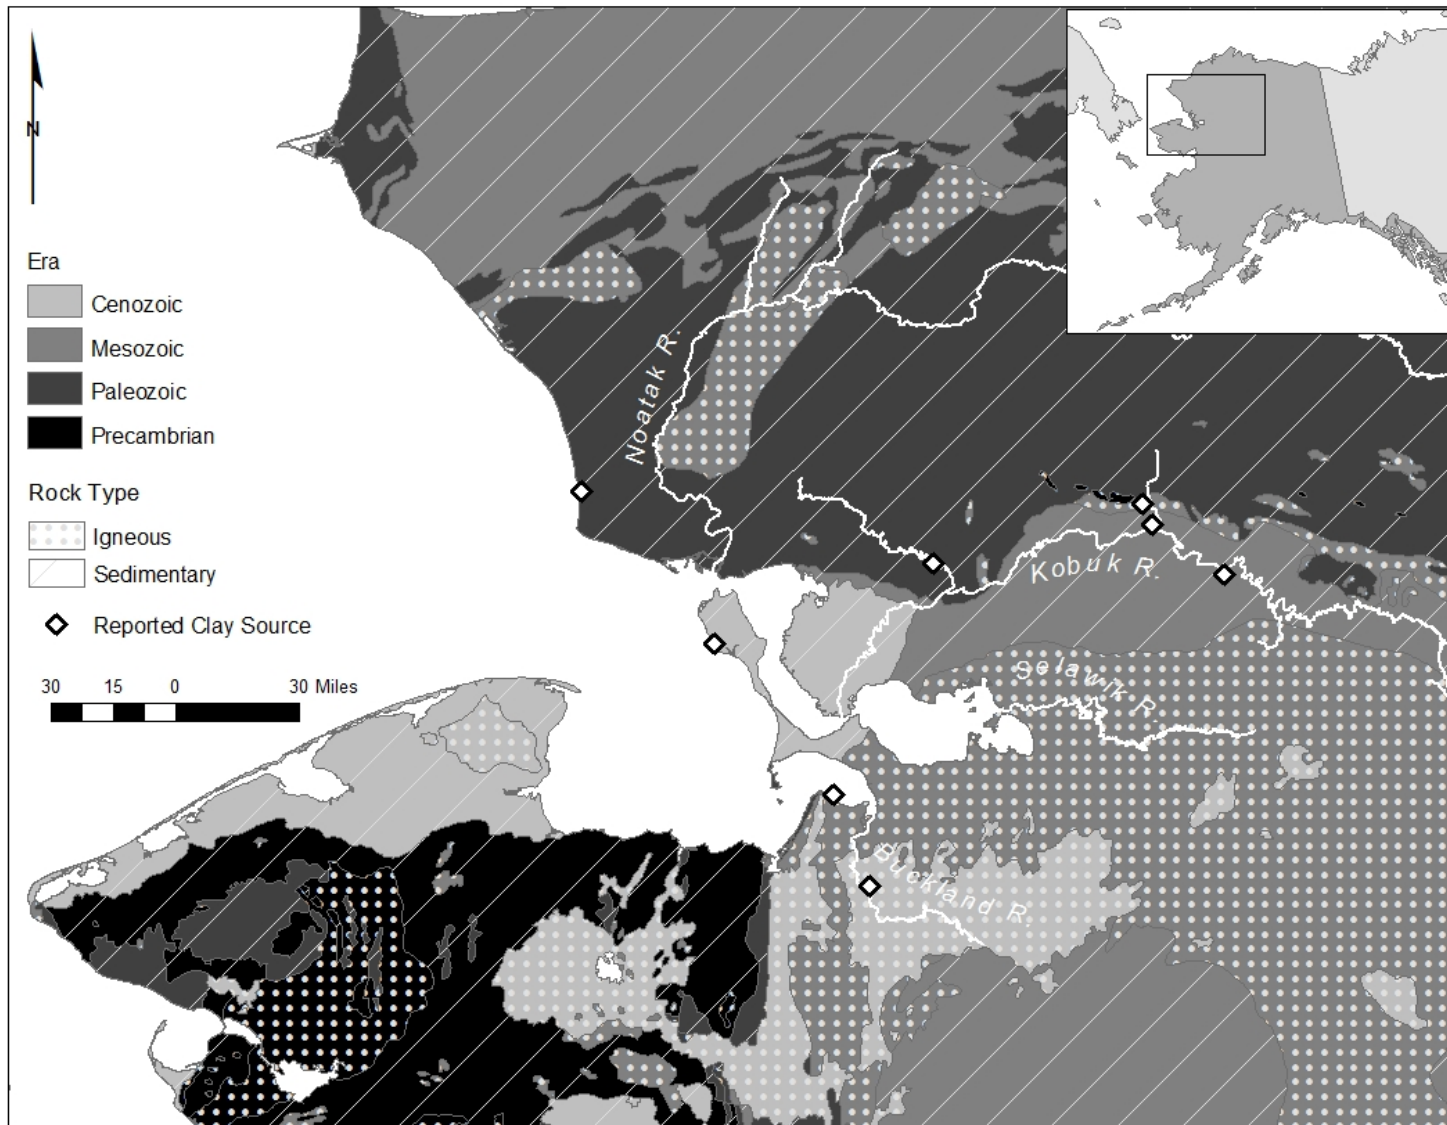 N
Era
Cenozoic
Mesozoic
Paleozoic
Precambrian
Rock Type
Igneous
Sedimentary
Reported Clay Source
30 15 0 30 Miles
Noatak R.
Kobuk R.
Selawik R.
Buckland R.